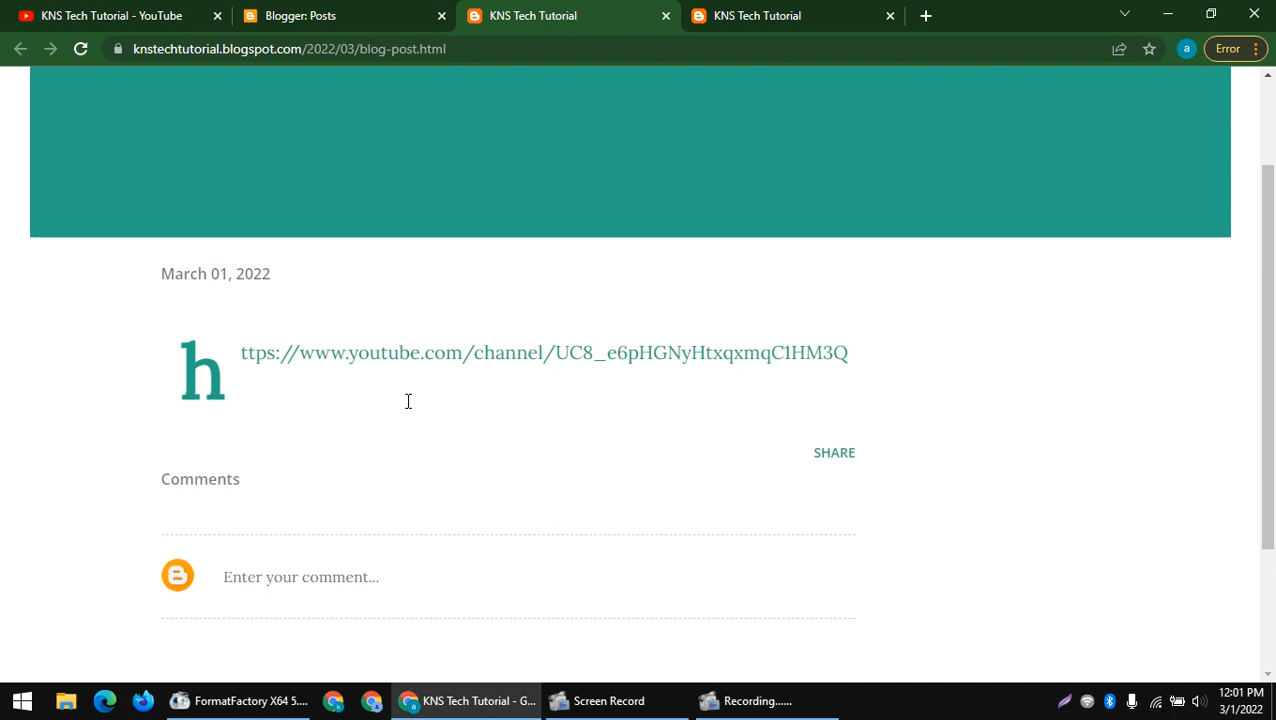 KNS Tech Tutorial - YouTube
Blogger: Posts
KNS Tech Tutorial
KNS Tech Tutorial
knstechtutorial.blogspot.com/2022/03/blog-post.html
a
Error
March 01, 2022
https://www.youtube.com/channel/UC8_e6pHGNyHtxqxmqC1HM3Q
SHARE
Comments
Enter your comment...
FormatFactory X64 5....
KNS Tech Tutorial - G...
Screen Record
Recording......
12:01 PM
3/1/2022